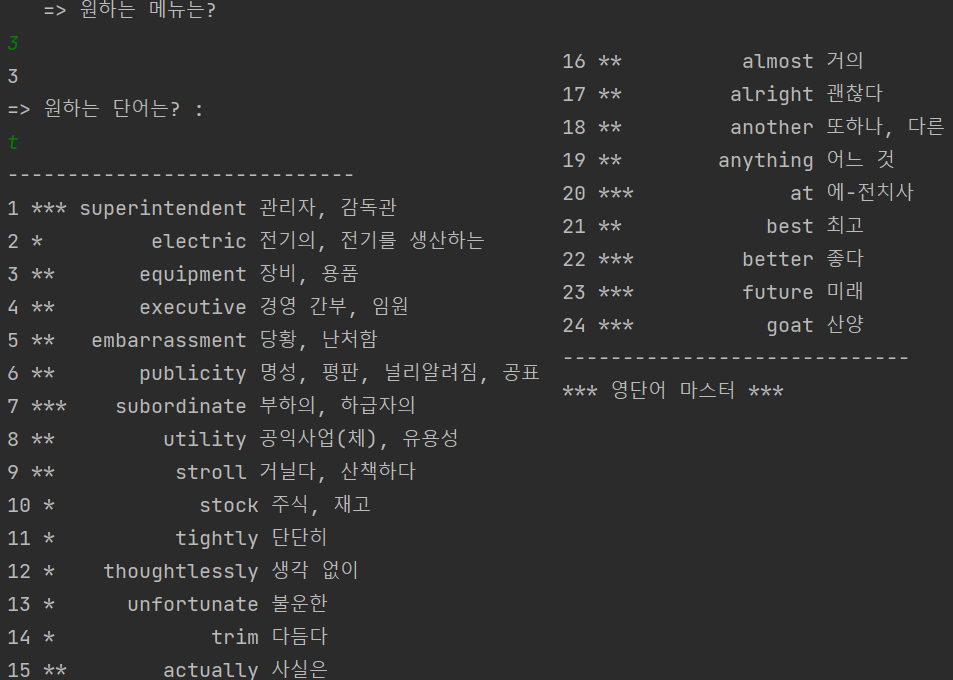 => 원하는 메뉴는?
3
3
=> 원하는 단어는? :
t
-----------------------------
1 *** superintendent 관리자, 감독관
2 * electric 전기의, 전기를 생산하는
3 ** equipment 장비, 용품
4 ** executive 경영 간부, 임원
5 ** embarrassment 당황, 난처함
6 ** publicity 명성, 평판, 널리알려짐, 공표
7 *** subordinate 부하의, 하급자의
8 ** utility 공익사업(체), 유용성
9 ** stroll 거닐다, 산책하다
10 * stock 주식, 재고
11 * tightly 단단히
12 * thoughtlessly 생각 없이
13 * unfortunate 불운한
14 * trim 다듬다
15 ** actually 사실은
16 ** almost 거의
17 ** alright 괜찮다
18 ** another 또하나, 다른
19 ** anything 어느 것
20 *** at 에-전치사
21 ** best 최고
22 *** better 좋다
23 *** future 미래
24 *** goat 산양
-----------------------------
*** 영단어 마스터 ***